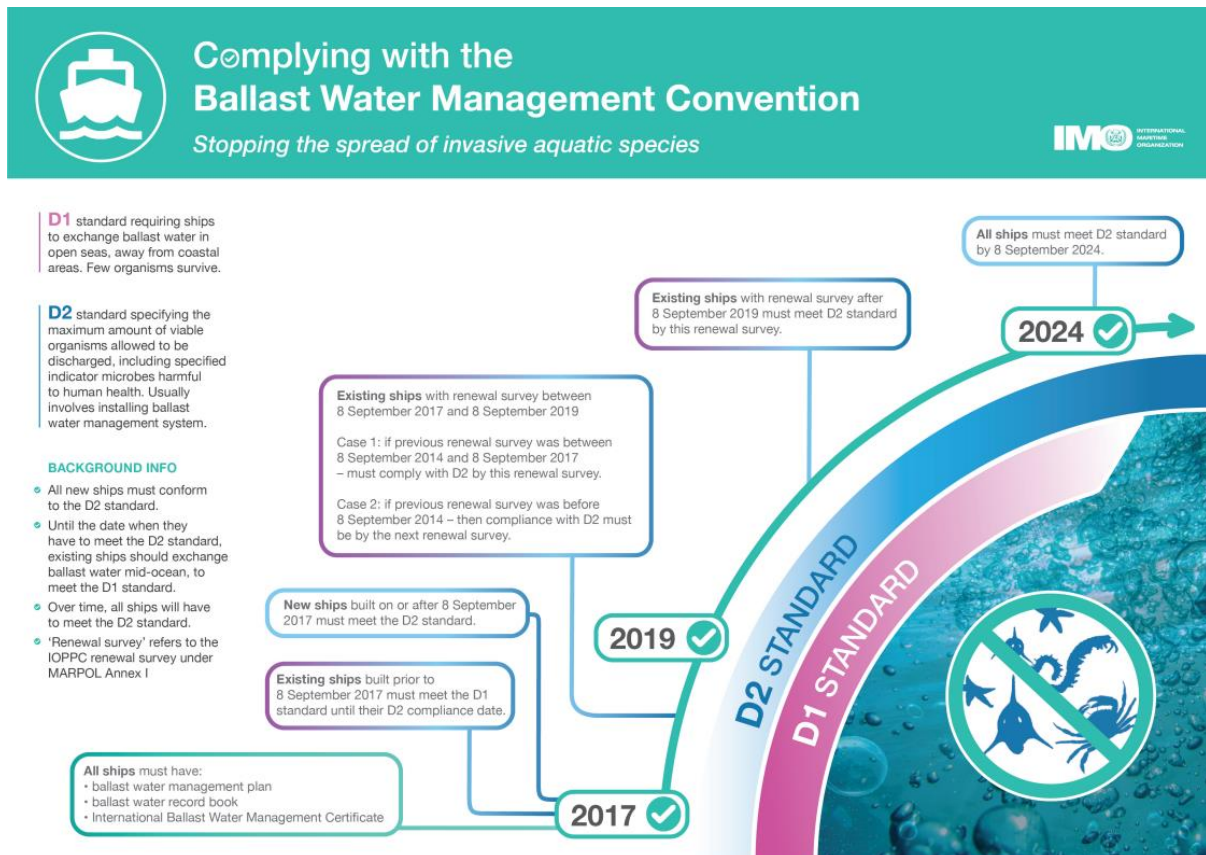 Complying with the
Ballast Water Management Convention
Stopping the spread of invasive aquatic species
IMO
INTERNATIONAL
MARITIME
ORGANIZATION
D1 standard requiring ships
to exchange ballast water in
open seas, away from coastal
areas. Few organisms survive.
D2 standard specifying the
maximum amount of viable
organisms allowed to be
discharged, including specified
indicator microbes harmful
to human health. Usually
involves installing ballast
water management system.
BACKGROUND INFO
All new ships must conform
to the D2 standard.
Until the date when they
have to meet the D2 standard,
existing ships should exchange
ballast water mid-ocean, to
meet the D1 standard.
Over time, all ships will have
to meet the D2 standard.
'Renewal survey' refers to the
IOPPC renewal survey under
MARPOL Annex I
All ships must meet D2 standard
by 8 September 2024.
2024
Existing ships with renewal survey after
8 September 2019 must meet D2 standard
by this renewal survey.
Existing ships with renewal survey between
8 September 2017 and 8 September 2019
Case 1: if previous renewal survey was between
8 September 2014 and 8 September 2017
– must comply with D2 by this renewal survey.
Case 2: if previous renewal survey was before
8 September 2014 – then compliance with D2 must
be by the next renewal survey.
2019
New ships built on or after 8 September
2017 must meet the D2 standard.
Existing ships built prior to
8 September 2017 must meet the D1
standard until their D2 compliance date.
All ships must have:
• ballast water management plan
• ballast water record book
• International Ballast Water Management Certificate
2017
D2 STANDARD
D1 STANDARD